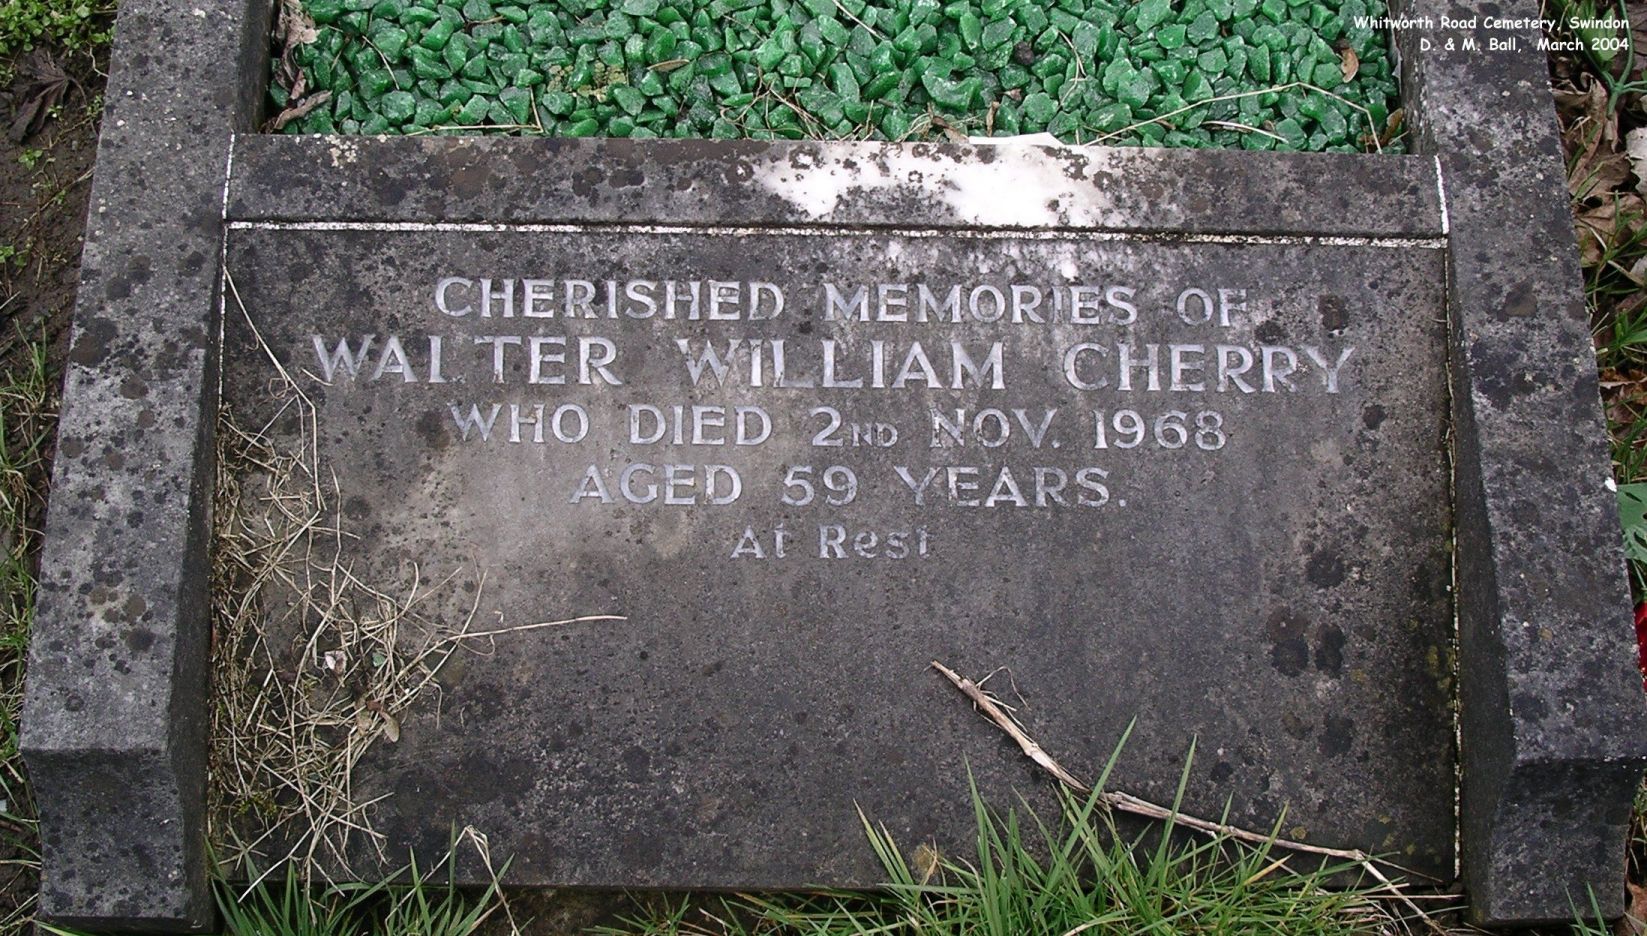 Whitworth Road Cemetery, Swindon
D. & M. Ball, March 2004
CHERISHED MEMORIES OF
WALTER WILLIAM CHERRY
WHO DIED 2ND NOV. 1968
AGED 59 YEARS.
At Rest